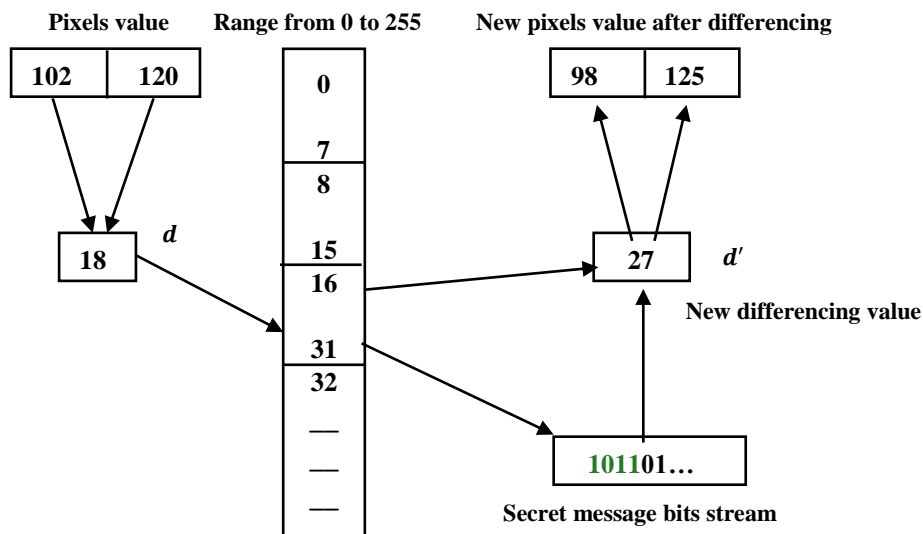 Pixels value
Range from 0 to 255
New pixels value after differencing
102 120
0
98 125
7
8
d
15
18
16
27
d′
New differencing value
31
32
101101…
Secret message bits stream